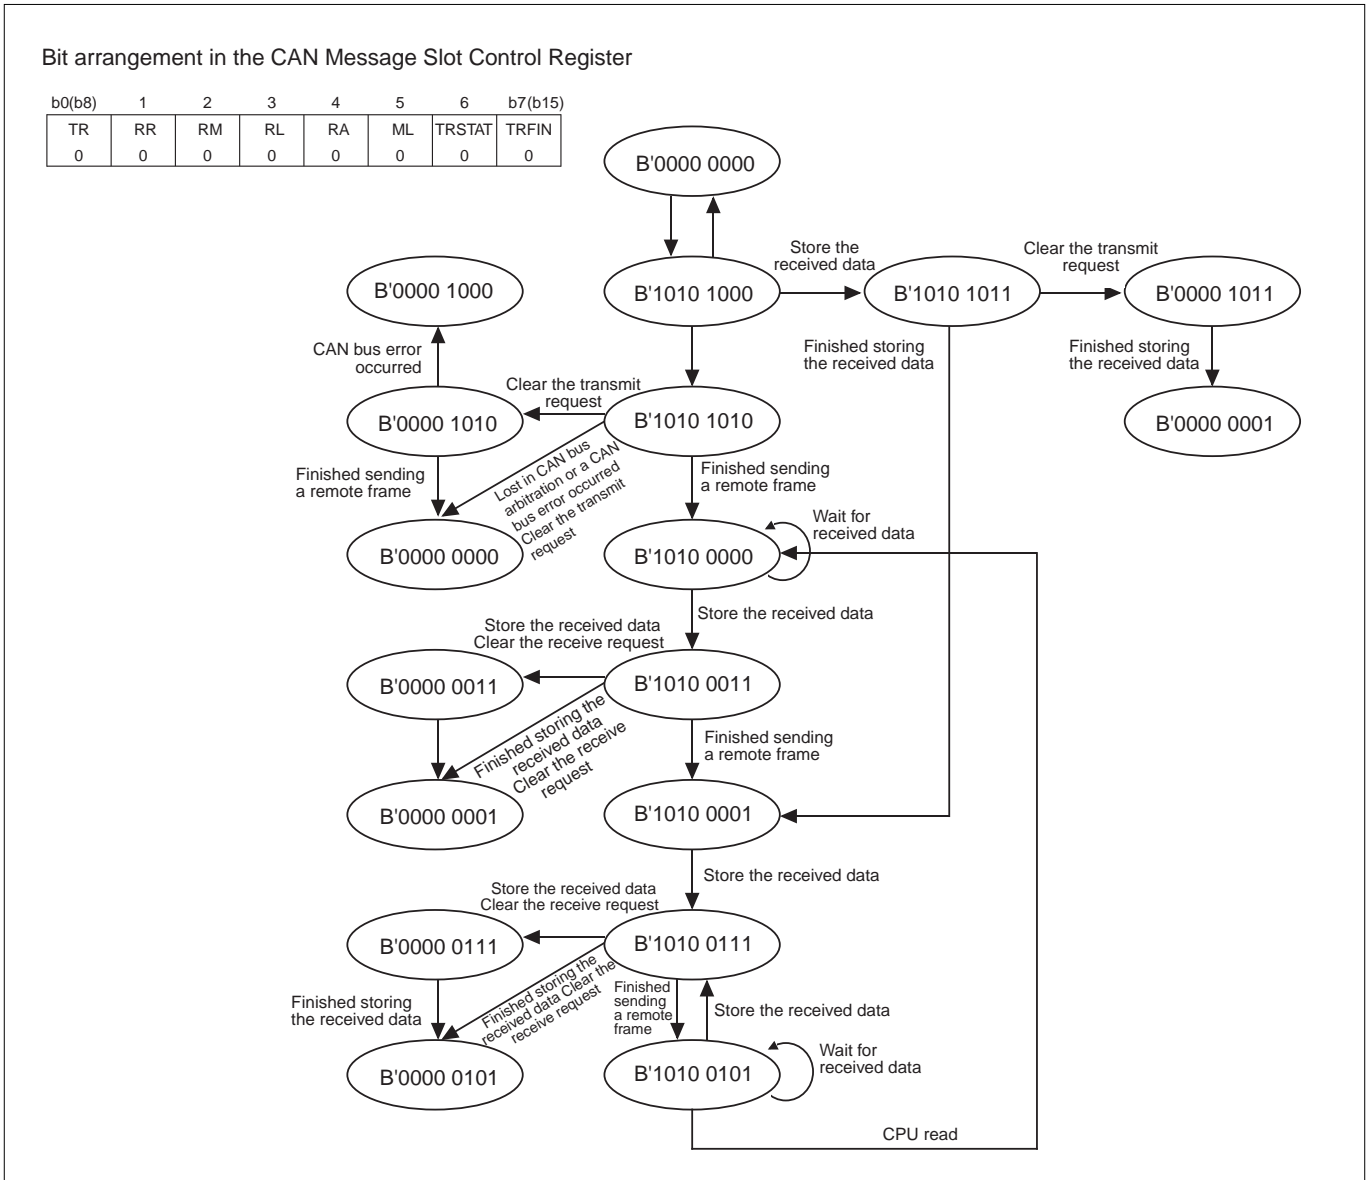 Bit arrangement in the CAN Message Slot Control Register
b0(b8) 1 2 3 4 5 6 b7(b15)
TR RR RM RL RA ML TRSTAT TRFIN
0 0 0 0 0 0 0 0
B'0000 0000
Store the
received data
Clear the transmit
request
B'0000 1000
B'1010 1000
B'1010 1011
B'0000 1011
CAN bus error
occurred
Finished storing
the received data
Finished storing
the received data
Clear the transmit
request
B'0000 1010
B'1010 1010
B'0000 0001
Finished sending
a remote frame
Lost in CAN bus
arbitration or a CAN
bus error occurred
Clear the transmit
request
Finished sending
a remote frame
Wait for
received data
B'0000 0000
B'1010 0000
Store the received data
Store the received data
Clear the receive request
B'0000 0011
B'1010 0011
Finished storing the
received data
Clear the receive
request
Finished sending
a remote frame
B'0000 0001
B'1010 0001
Store the received data
Store the received data
Clear the receive request
B'0000 0111
B'1010 0111
Finished storing
the received data
Finished storing the
received data Clear the
receive request
Finished
sending
a remote
frame
Store the received data
Wait for
received data
B'0000 0101
B'1010 0101
CPU read